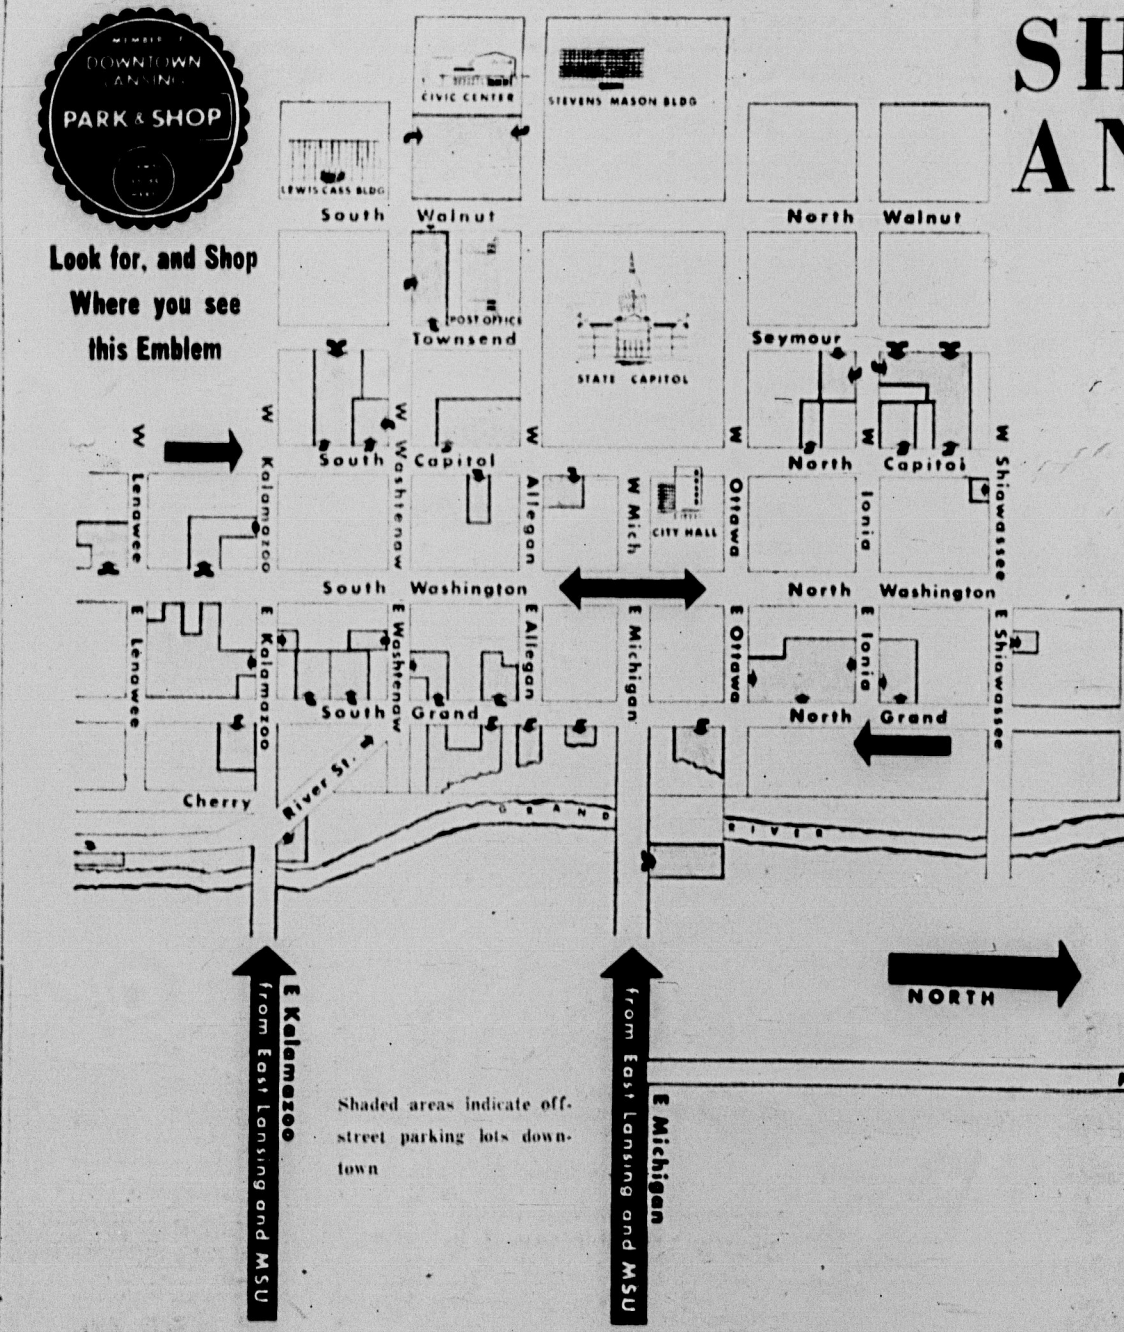 MEMBER
DOWNTOWN
LANSING
PARK & SHOP
Look for, and Shop
Where you see
this Emblem
SH
AN
CIVIC CENTER
STEVENS MASON BLDG
LEWIS CASS BLDG
South Walnut
North Walnut
POST OFFICE
Townsend
STATE CAPITOL
Seymour
South Capitol
North Capitol
W Lenawee
W Kalamazoo
W Washtenaw
W Allegan
W Mich
W Ottawa
W Ionia
W Shiawassee
CITY HALL
South Washington
North Washington
E Lenawee
E Kalamazoo
E Washtenaw
E Allegan
E Michigan
E Ottawa
E Ionia
E Shiawassee
South Grand
North Grand
Cherry
River St.
GRAND
RIVER
NORTH
E Kalamazoo
from East Lansing and MSU
E Michigan
from East Lansing and MSU
Shaded areas indicate off-
street parking lots down-
town